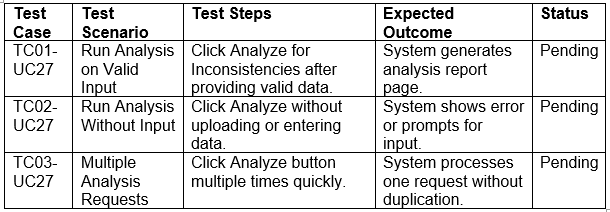 Test Case Test Scenario Test Steps Expected Outcome Status
TC01-UC27 Run Analysis on Valid Input Click Analyze for Inconsistencies after providing valid data. System generates analysis report page. Pending
TC02-UC27 Run Analysis Without Input Click Analyze without uploading or entering data. System shows error or prompts for input. Pending
TC03-UC27 Multiple Analysis Requests Click Analyze button multiple times quickly. System processes one request without duplication. Pending